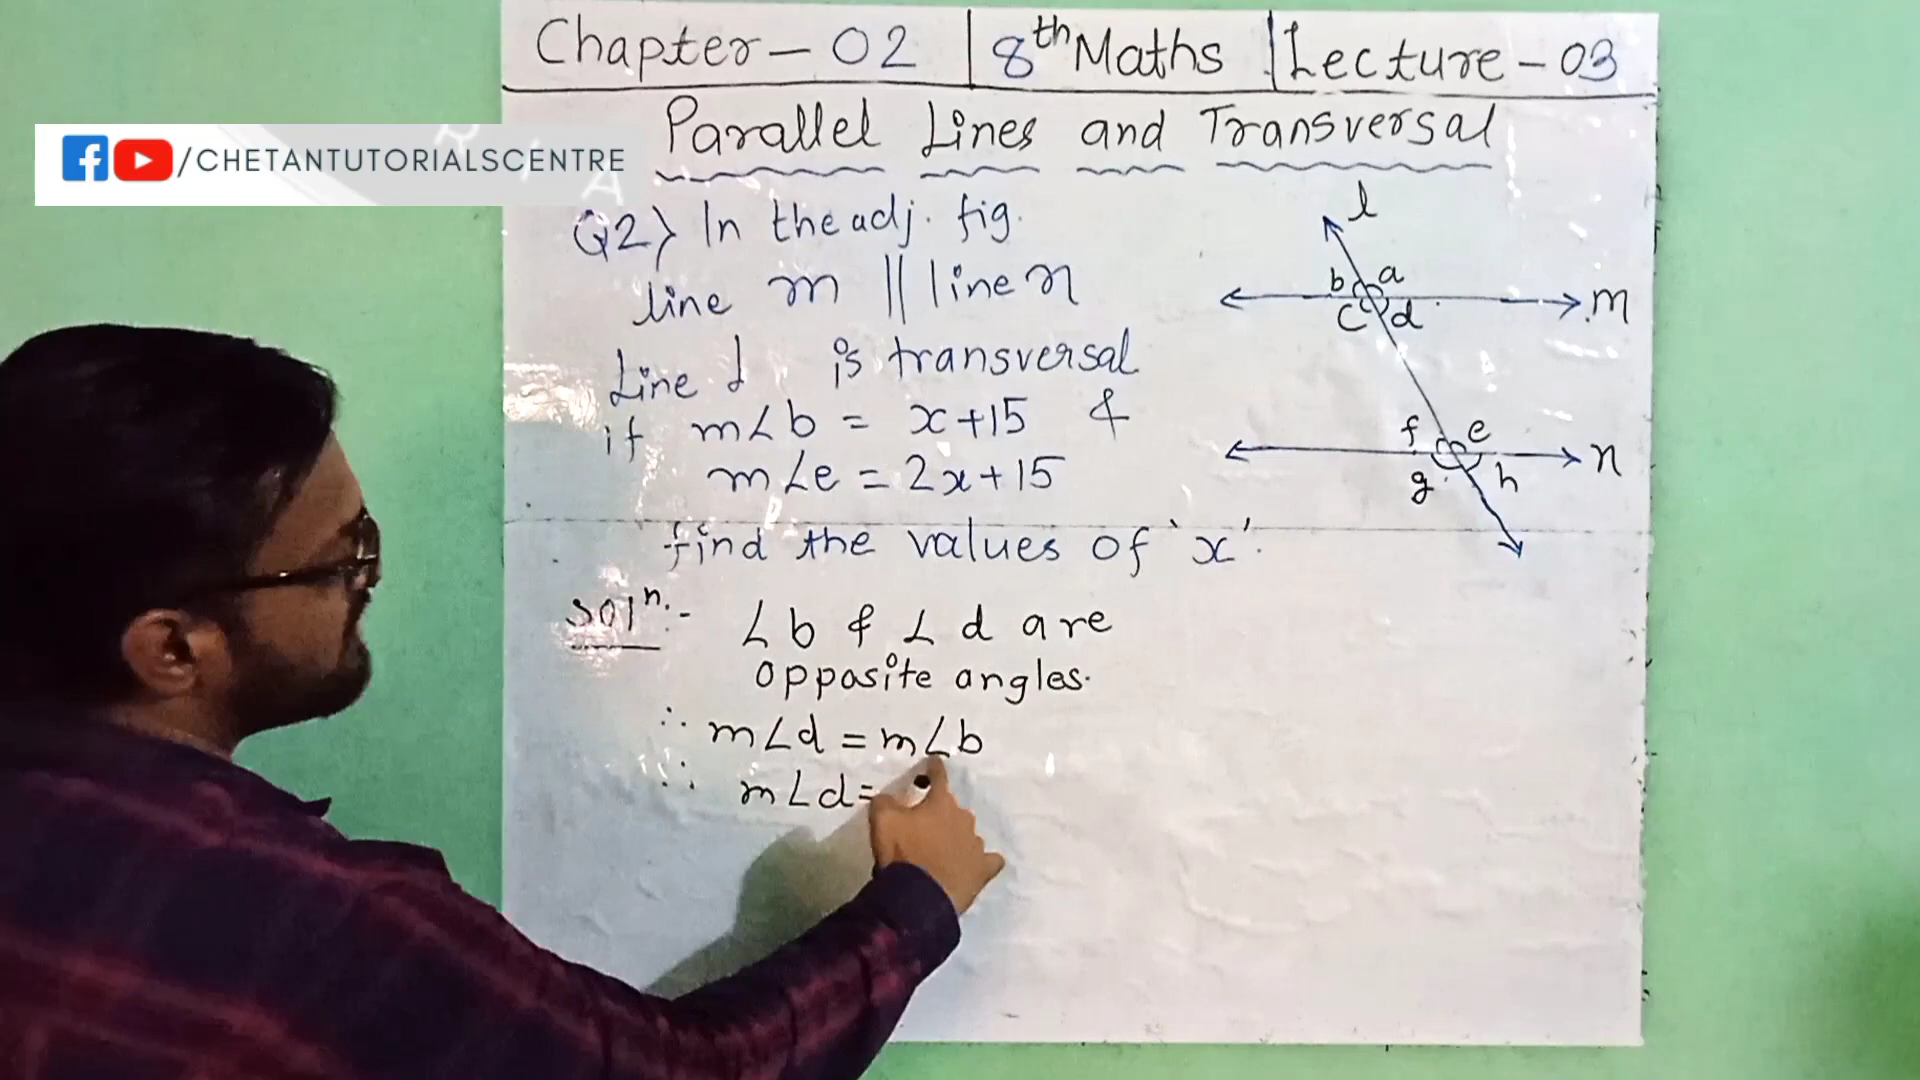 Chapter - 02 | 8th Maths | Lecture - 03
Parallel Lines and Transversal
/CHETANTUTORIALSCENTRE
R I A
Q2> In the adj. fig.
line m || line n
Line l is transversal
if m∠b = x+15 &
m∠e = 2x+15
find the values of 'x'.
l
b a
m
c d
f e
n
g h
Solⁿ:- ∠b & ∠d are
opposite angles.
∴ m∠d = m∠b
∴ m∠d =